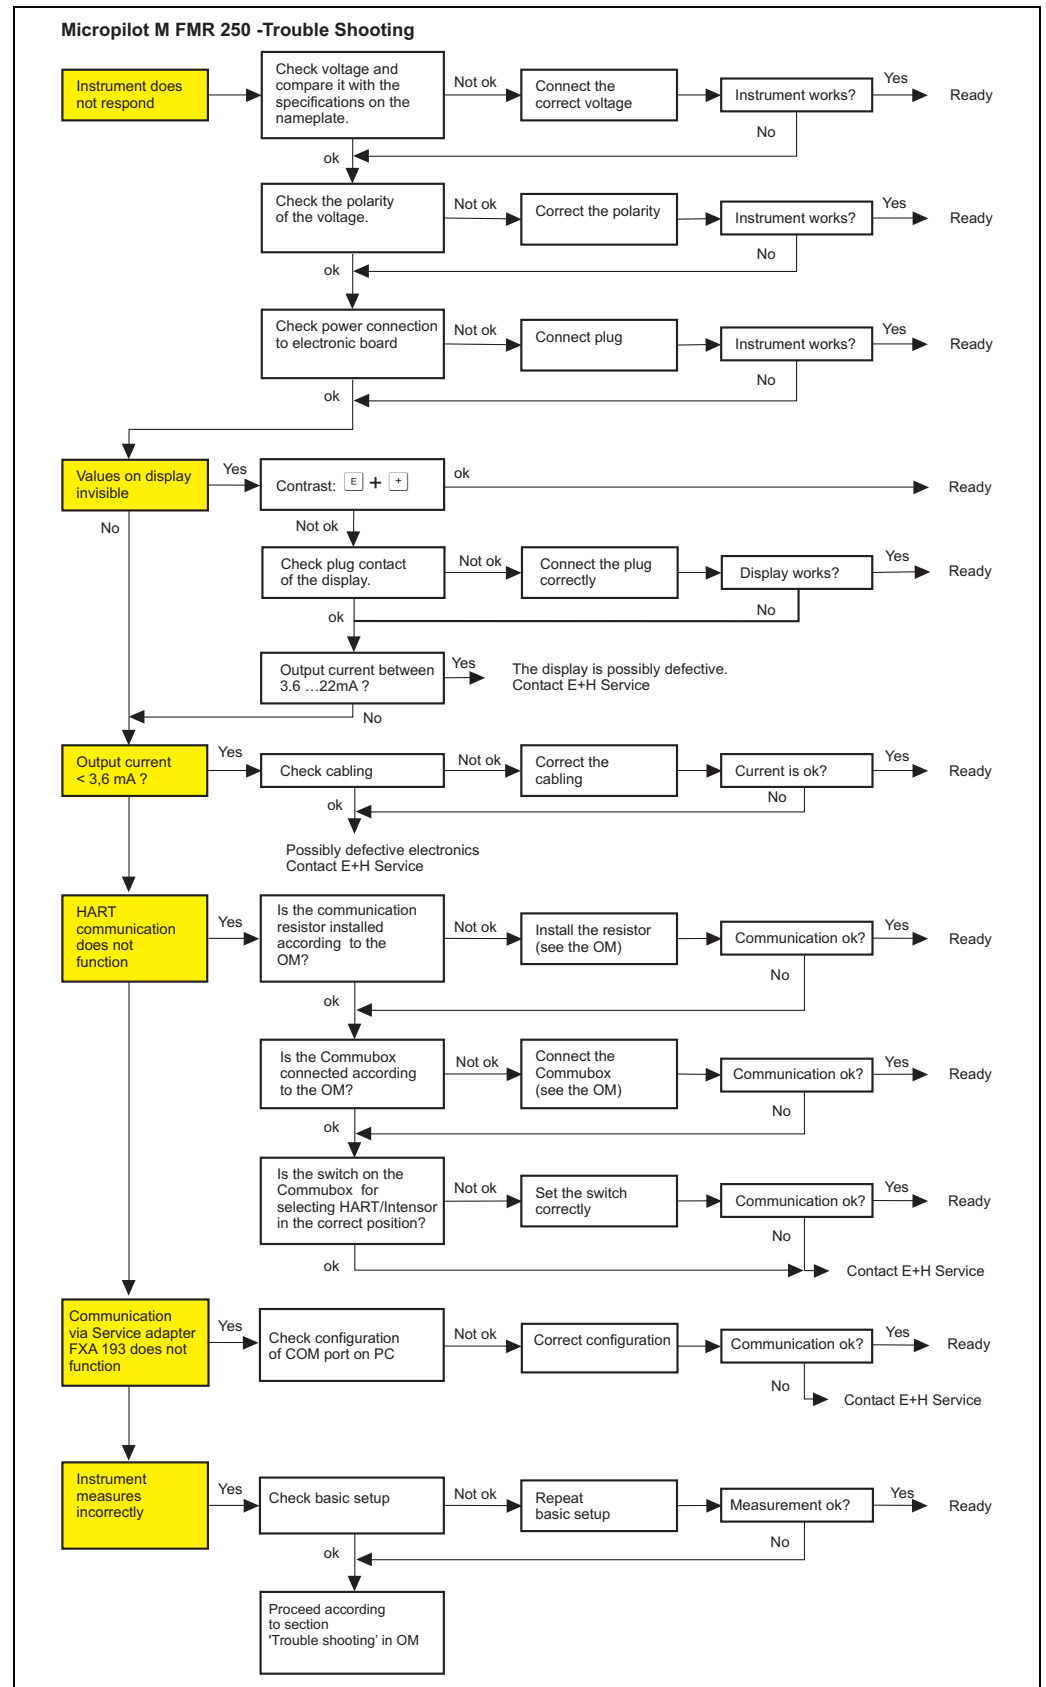 Micropilot M FMR 250 -Trouble Shooting
Instrument does
not respond
Check voltage and
compare it with the
specifications on the
nameplate.
Not ok
Connect the
correct voltage
Instrument works?
Yes
Ready
No
ok
Check the polarity
of the voltage.
Not ok
Correct the polarity
Instrument works?
Yes
Ready
No
ok
Check power connection
to electronic board
Not ok
Connect plug
Instrument works?
Yes
Ready
No
ok
Values on display
invisible
Yes
Contrast: E + +
ok
Ready
No
Not ok
Check plug contact
of the display.
Not ok
Connect the plug
correctly
Display works?
Yes
Ready
No
ok
Output current between
3.6 ...22mA ?
Yes
The display is possibly defective.
Contact E+H Service
No
Output current
< 3,6 mA ?
Yes
Check cabling
Not ok
Correct the
cabling
Current is ok?
Yes
Ready
No
ok
Possibly defective electronics
Contact E+H Service
HART
communication
does not
function
Yes
Is the communication
resistor installed
according to the
OM?
Not ok
Install the resistor
(see the OM)
Communication ok?
Yes
Ready
No
ok
Is the Commubox
connected according
to the OM?
Not ok
Connect the
Commubox
(see the OM)
Communication ok?
Yes
Ready
No
ok
Is the switch on the
Commubox for
selecting HART/Intensor
in the correct position?
Not ok
Set the switch
correctly
Communication ok?
Yes
Ready
No
ok
Contact E+H Service
Communication
via Service adapter
FXA 193 does not
function
Yes
Check configuration
of COM port on PC
Not ok
Correct configuration
Communication ok?
Yes
Ready
No
Contact E+H Service
Instrument
measures
incorrectly
Yes
Check basic setup
Not ok
Repeat
basic setup
Measurement ok?
Yes
Ready
No
ok
Proceed according
to section
'Trouble shooting' in OM